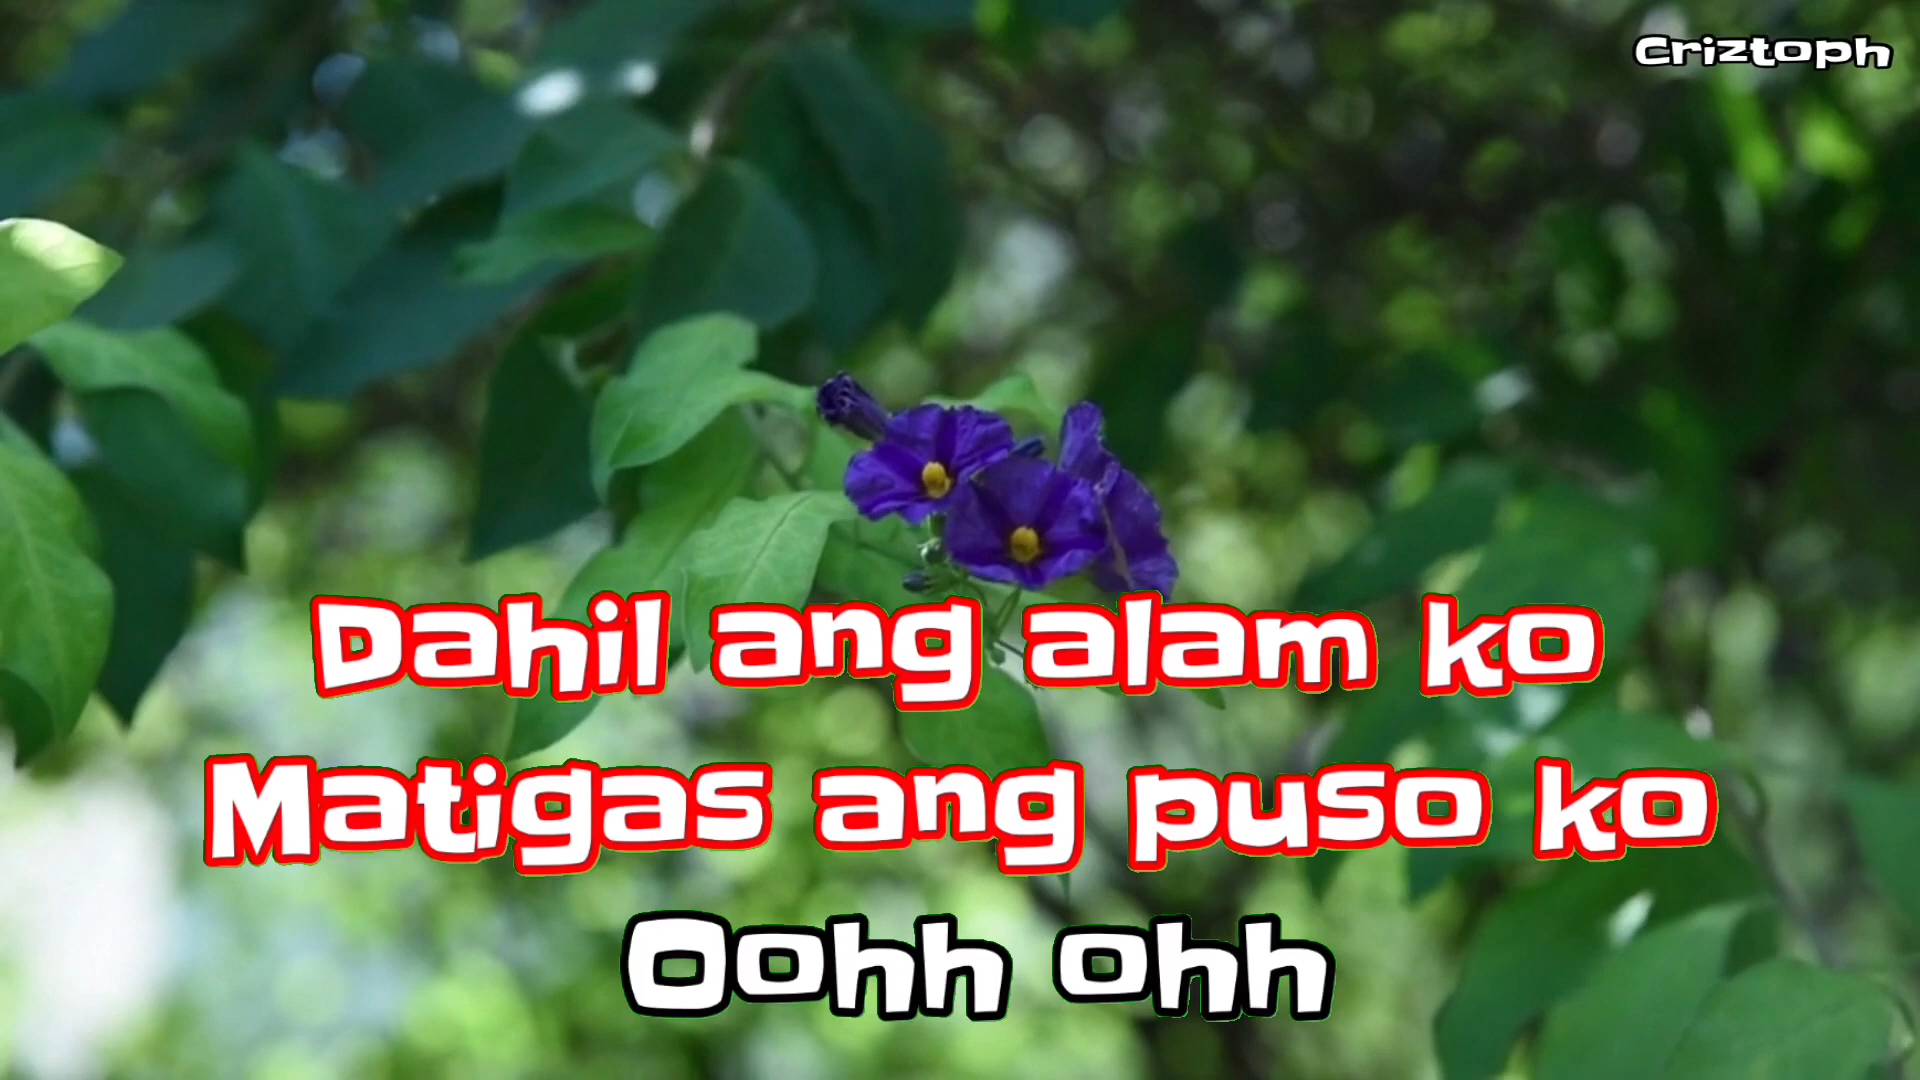 Criztoph
Dahil ang alam ko
Matigas ang puso ko
Oohh ohh